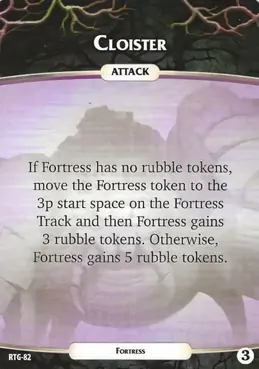 CLOISTER
ATTACK
If Fortress has no rubble tokens,
move the Fortress token to the
3p start space on the Fortress
Track and then Fortress gains
3 rubble tokens. Otherwise,
Fortress gains 5 rubble tokens.
RTG-82
FORTRESS
3